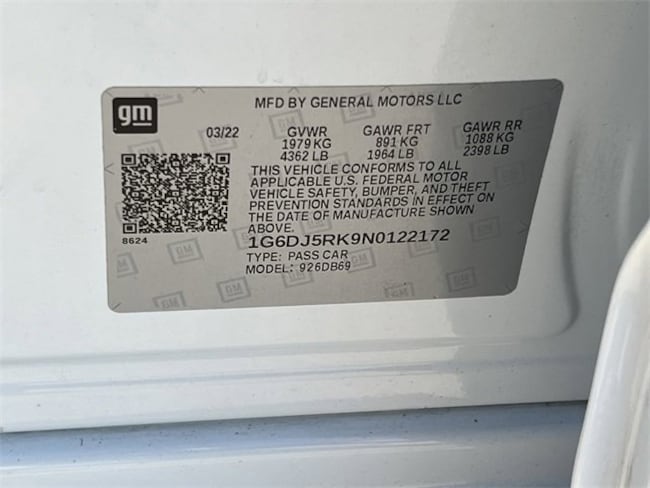 gm
MFD BY GENERAL MOTORS LLC
03/22 GVWR GAWR FRT GAWR RR
1979 KG 891 KG 1088 KG
4362 LB 1964 LB 2398 LB
THIS VEHICLE CONFORMS TO ALL
APPLICABLE U.S. FEDERAL MOTOR
VEHICLE SAFETY, BUMPER, AND THEFT
PREVENTION STANDARDS IN EFFECT ON
THE DATE OF MANUFACTURE SHOWN
ABOVE.
8624
1G6DJ5RK9N0122172
TYPE: PASS CAR
MODEL: 926DB69